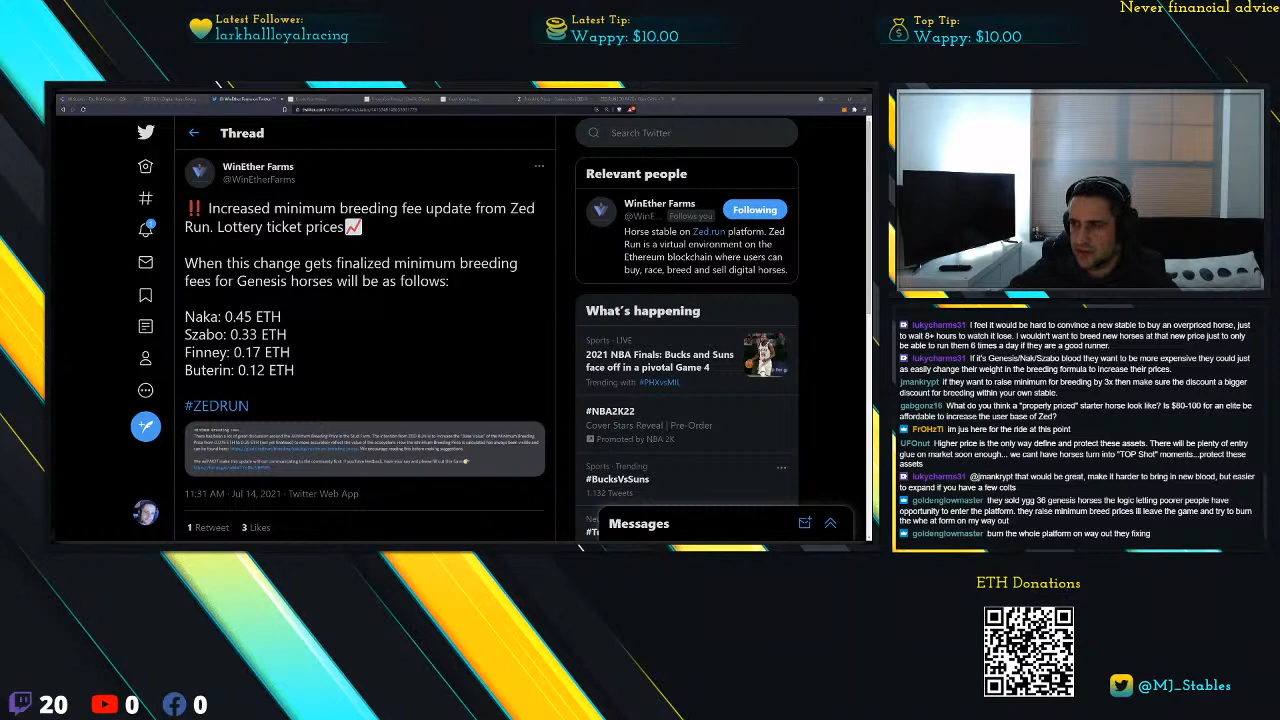 Never financial advice
Latest Follower:
larkhallloyalracing
Latest Tip:
Wappy: $10.00
Top Tip:
Wappy: $10.00
Thread
WinEther Farms
@WinEtherFarms
‼️ Increased minimum breeding fee update from Zed
Run. Lottery ticket prices📈
When this change gets finalized minimum breeding
fees for Genesis horses will be as follows:
Naka: 0.45 ETH
Szabo: 0.33 ETH
Finney: 0.17 ETH
Buterin: 0.12 ETH
#ZEDRUN
11:31 AM · Jul 14, 2021 · Twitter Web App
1 Retweet 3 Likes
Search Twitter
Relevant people
WinEther Farms
@WinE... Follows you
Following
Horse stable on Zed.run platform. Zed
Run is a virtual environment on the
Ethereum blockchain where users can
buy, race, breed and sell digital horses.
What's happening
Sports · LIVE
2021 NBA Finals: Bucks and Suns
face off in a pivotal Game 4
Trending with #PHXvsMIL
#NBA2K22
Cover Stars Reveal | Pre-Order
Promoted by NBA 2K
Sports · Trending
#BucksVsSuns
1,132 Tweets
Messages
lukycharms31 I feel it would be hard to convince a new stable to buy an overpriced horse, just
to wait 8+ hours to watch it lose. I wouldn't want to breed new horses at that new price just to only
be able to run them 6 times a day if they are a good runner.
lukycharms31 If it's Genesis/Nak/Szabo blood they want to be more expensive they could just
as easily change their weight in the breeding formula to increase their prices.
jmankrypt if they want to raise minimum for breeding by 3x then make sure the discount a bigger
discount for breeding within your own stable.
gabgonz16 What do you think a "properly priced" starter horse look like? Is $80-100 for an elite be
affordable to increase the user base of Zed?
FrOHzTi im jus here for the ride at this point
UFOnut Higher price is the only way define and protect these assets. There will be plenty of entry
glue on market soon enough... we cant have horses turn into "TOP Shot" moments...protect these
assets
lukycharms31 @jmankrypt that would be great, make it harder to bring in new blood, but easier
to expand if you have a few colts
goldenglowmaster they sold ygg 36 genesis horses the logic letting poorer people have
opportunity to enter the platform. they raise minimum breed prices Ill leave the game and try to bum
the whe at form on my way out
goldenglowmaster burn the whole platform on way out they fixing
ETH Donations
@MJ_Stables
20
0
0